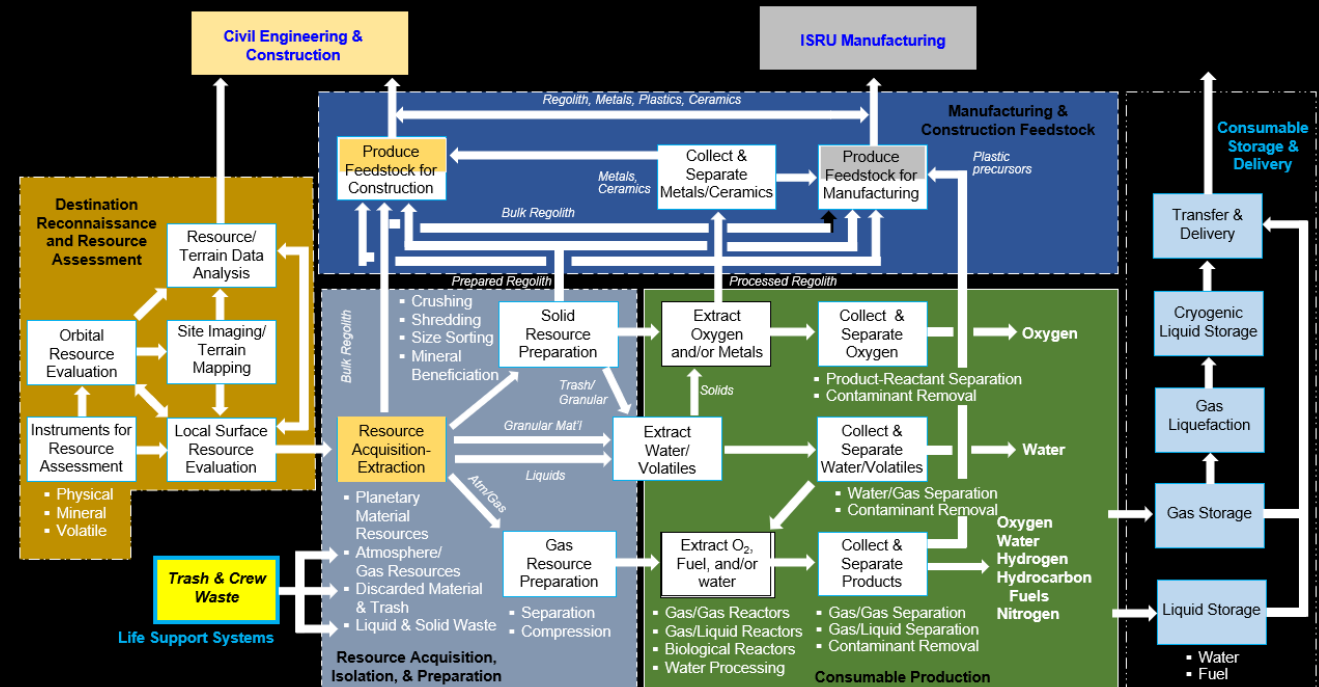 Civil Engineering &
Construction
ISRU Manufacturing
Regolith, Metals, Plastics, Ceramics
Manufacturing &
Construction Feedstock
Produce
Feedstock for
Construction
Metals,
Ceramics
Collect &
Separate
Metals/Ceramics
Produce
Feedstock for
Manufacturing
Plastic
precursors
Bulk Regolith
Consumable
Storage &
Delivery
Destination
Reconnaissance
and Resource
Assessment
Resource/
Terrain Data
Analysis
Orbital
Resource
Evaluation
Site Imaging/
Terrain
Mapping
Instruments for
Resource
Assessment
Local Surface
Resource
Evaluation
▪ Physical
▪ Mineral
▪ Volatile
Prepared Regolith
Processed Regolith
Bulk Regolith
▪ Crushing
▪ Shredding
▪ Size Sorting
▪ Mineral
Beneficiation
Solid
Resource
Preparation
Extract
Oxygen
and/or Metals
Collect &
Separate
Oxygen
Oxygen
▪ Product-Reactant Separation
▪ Contaminant Removal
Trash/
Granular
Solids
Resource
Acquisition-
Extraction
Granular Mat'l
Liquids
Atm/Gas
Extract
Water/
Volatiles
Collect &
Separate
Water/Volatiles
Water
▪ Water/Gas Separation
▪ Contaminant Removal
▪ Planetary
Material
Resources
▪ Atmosphere/
Gas Resources
▪ Discarded Material
& Trash
▪ Liquid & Solid Waste
Gas
Resource
Preparation
▪ Separation
▪ Compression
Extract O₂,
Fuel, and/or
water
▪ Gas/Gas Reactors
▪ Gas/Liquid Reactors
▪ Biological Reactors
▪ Water Processing
Collect &
Separate
Products
▪ Gas/Gas Separation
▪ Gas/Liquid Separation
▪ Contaminant Removal
Oxygen
Water
Hydrogen
Hydrocarbon
Fuels
Nitrogen
Trash & Crew
Waste
Life Support Systems
Resource Acquisition,
Isolation, & Preparation
Consumable Production
Transfer &
Delivery
Cryogenic
Liquid Storage
Gas
Liquefaction
Gas Storage
Liquid Storage
▪ Water
▪ Fuel